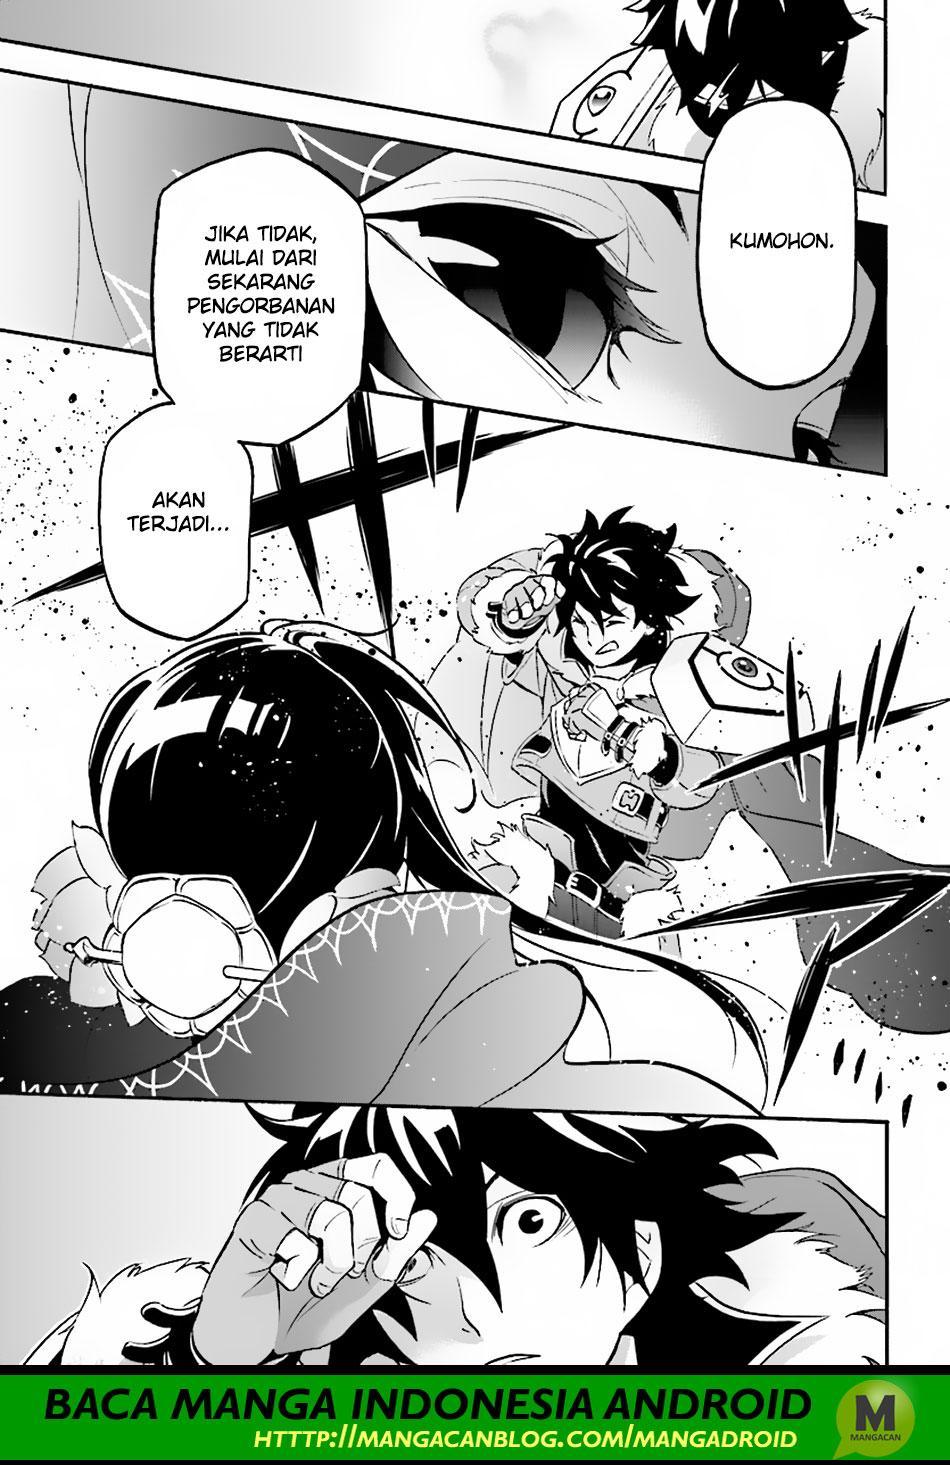 KUMOHON.
JIKA TIDAK,
MULAI DARI
SEKARANG
PENGORBANAN
YANG TIDAK
BERARTI
AKAN
TERJADI...
BACA MANGA INDONESIA ANDROID
HTTTP://MANGACANBLOG.COM/MANGADROID
M
MANGACAN